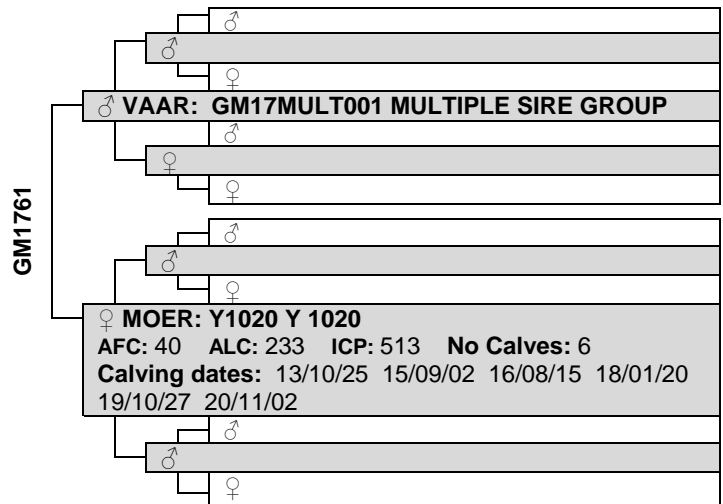 ♂
♂
♀
♂ VAAR: GM17MULT001 MULTIPLE SIRE GROUP
♂
♀
♀
GM1761
♂
♂
♀
♀ MOER: Y1020 Y 1020
AFC: 40 ALC: 233 ICP: 513 No Calves: 6
Calving dates: 13/10/25 15/09/02 16/08/15 18/01/20
19/10/27 20/11/02
♂
♂
♀